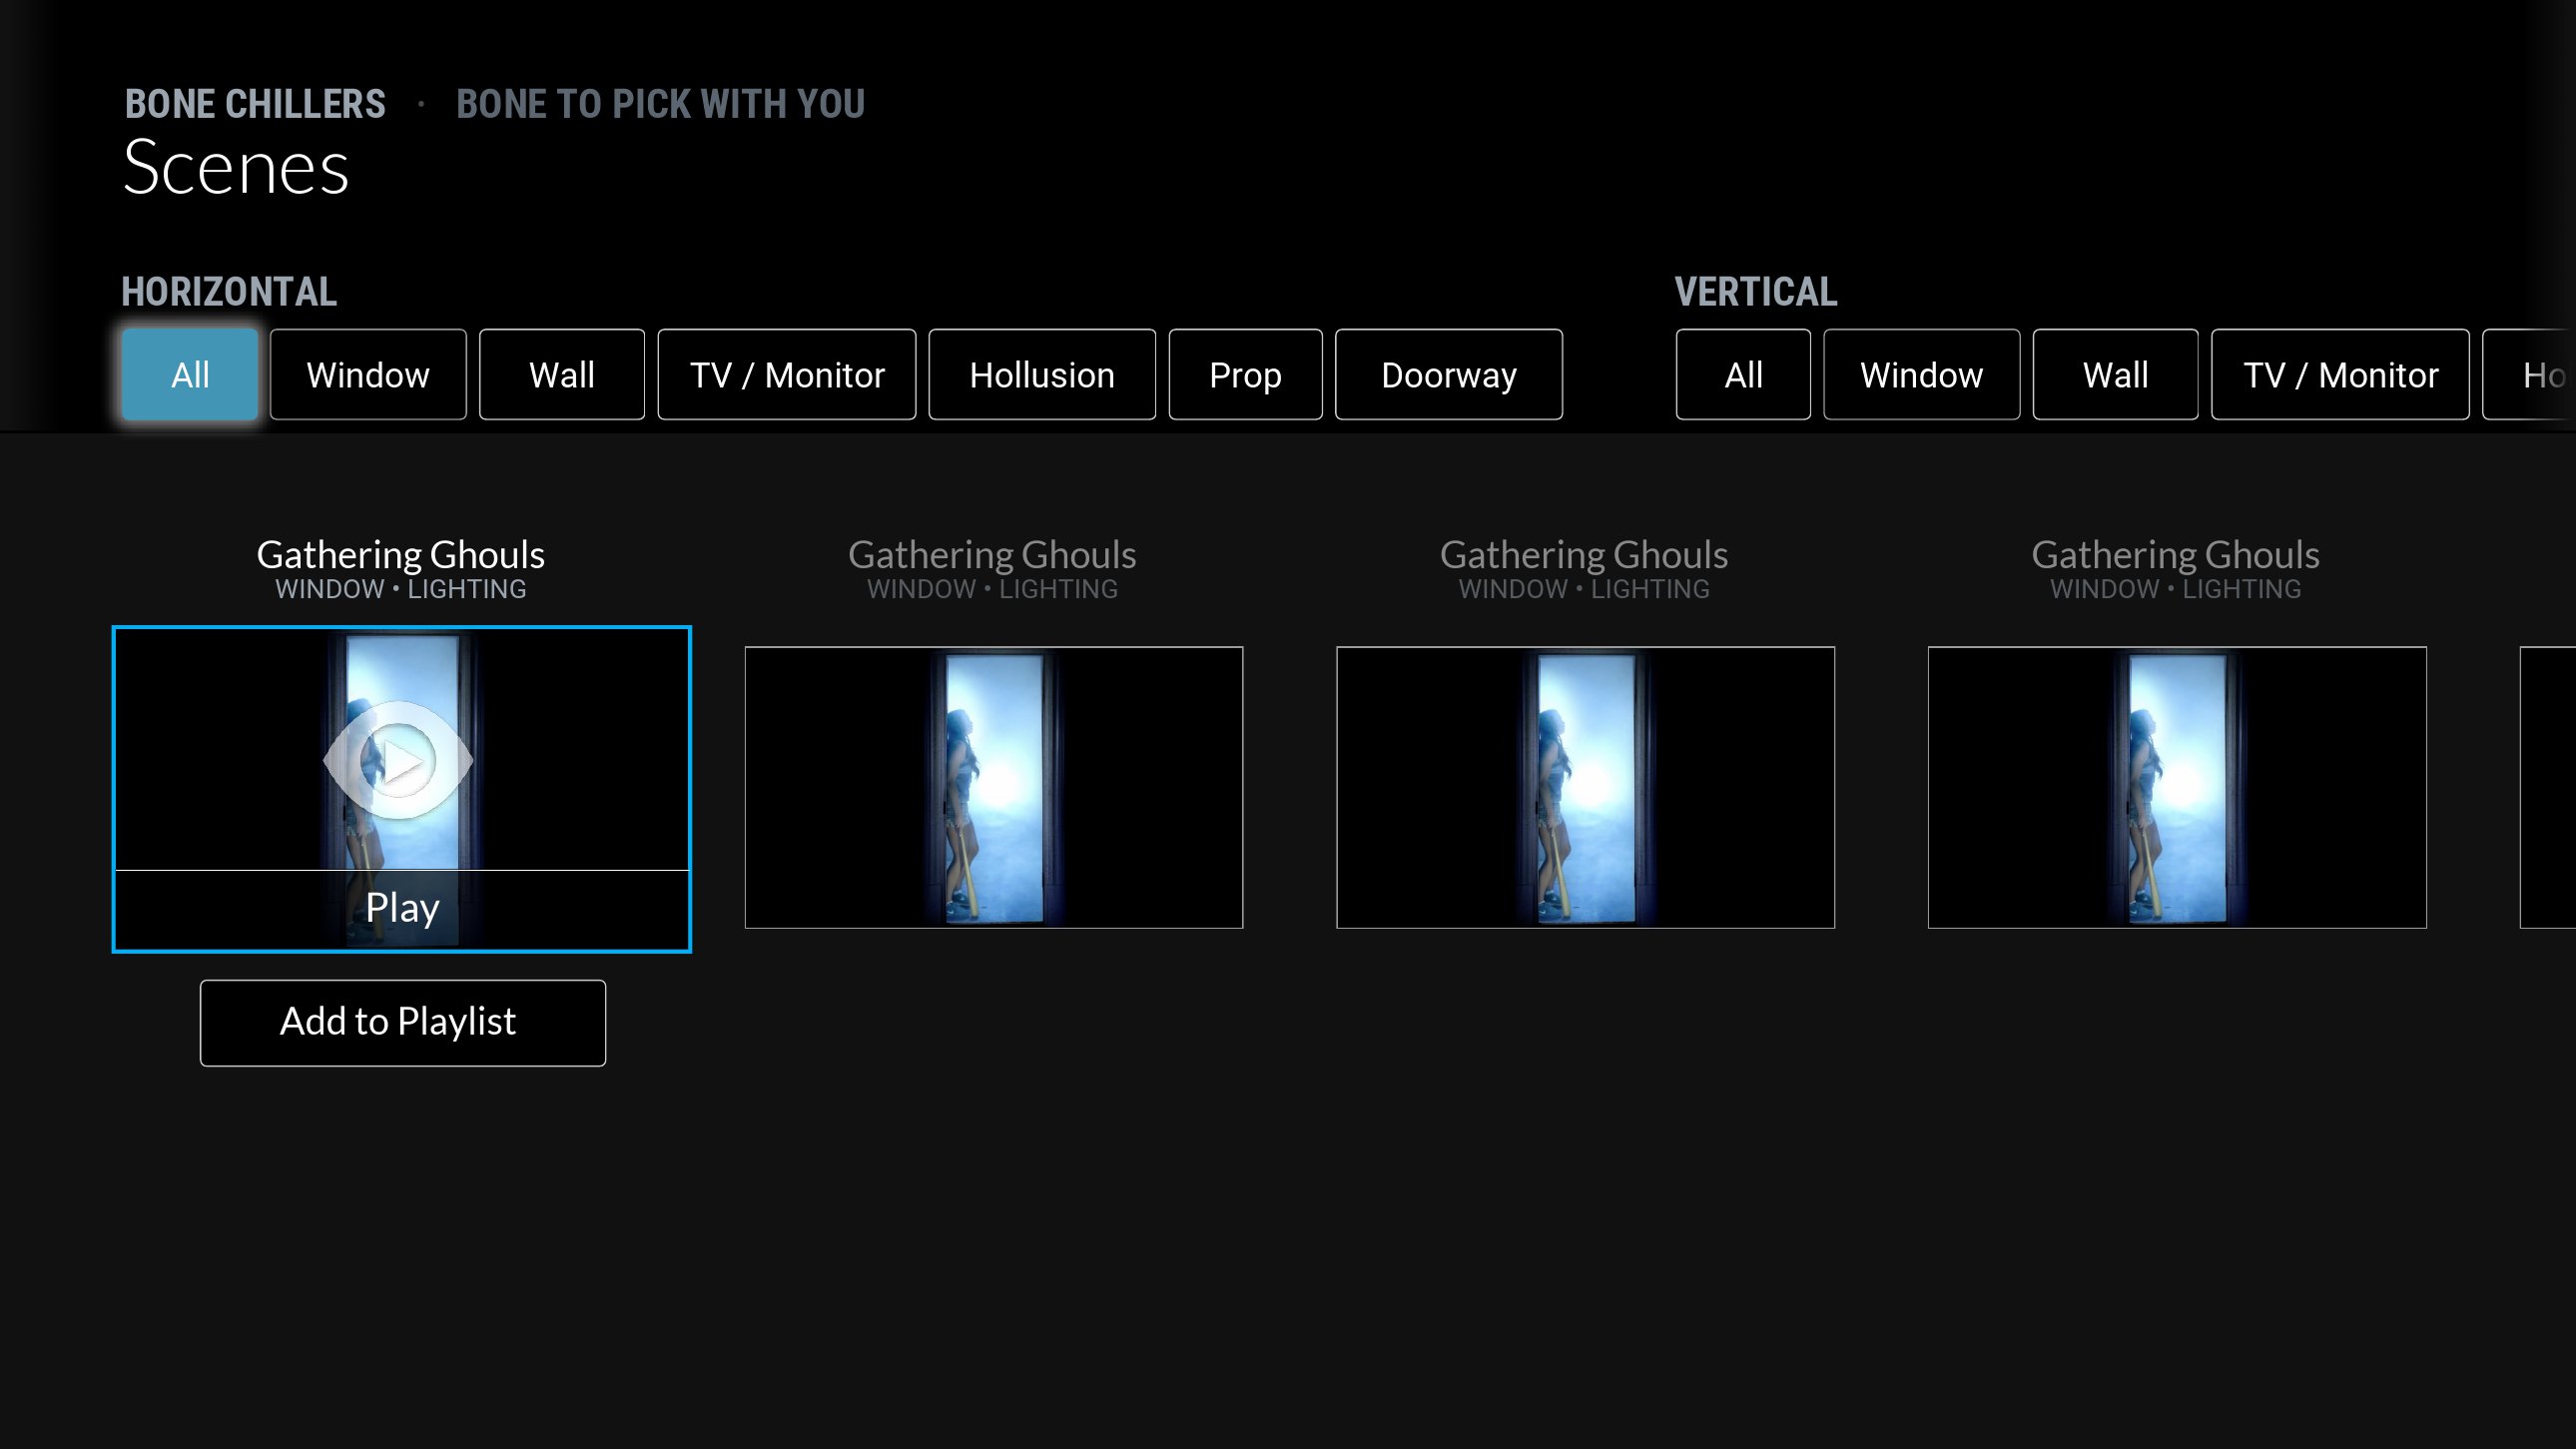 BONE CHILLERS · BONE TO PICK WITH YOU
Scenes
HORIZONTAL VERTICAL
All Window Wall TV / Monitor Hollusion Prop Doorway All Window Wall TV / Monitor
Gathering Ghouls Gathering Ghouls Gathering Ghouls Gathering Ghouls
WINDOW • LIGHTING WINDOW • LIGHTING WINDOW • LIGHTING WINDOW • LIGHTING
Play
Add to Playlist